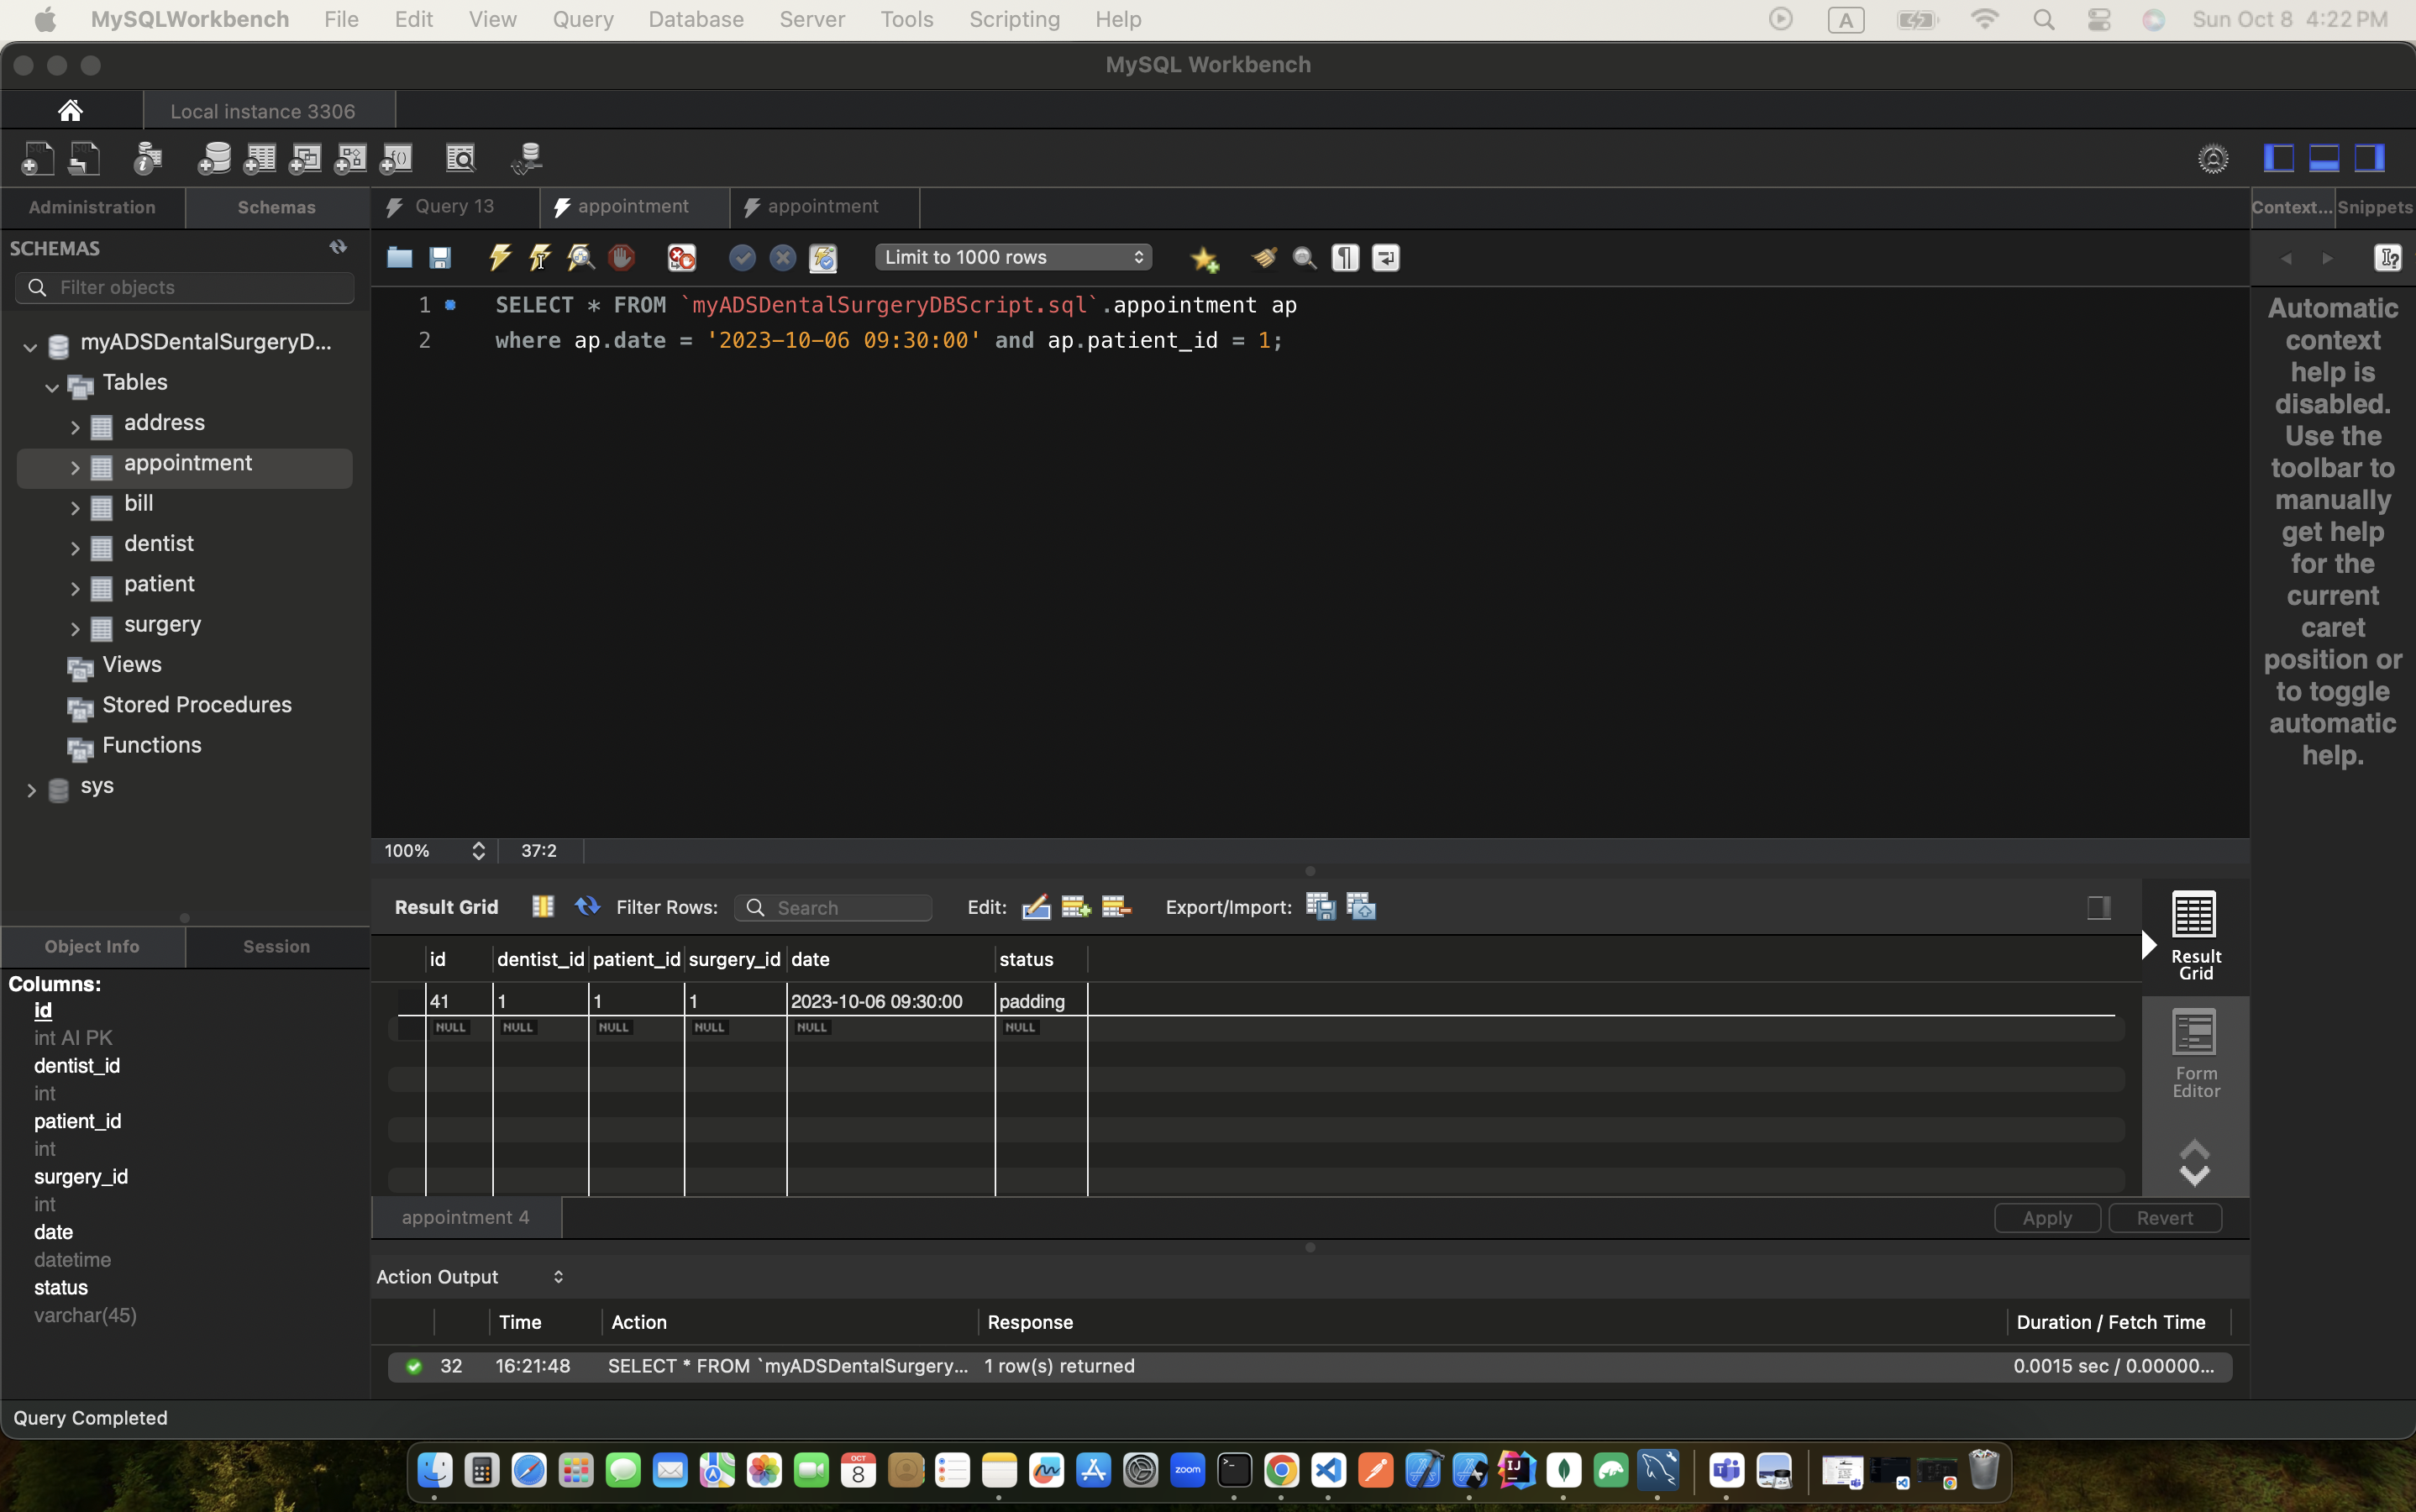 MySQLWorkbench File Edit View Query Database Server Tools Scripting Help A Sun Oct 8 4:22 PM
MySQL Workbench
Local instance 3306
Administration Schemas
Query 13 appointment appointment
Context... Snippets
SCHEMAS
Filter objects
myADSDentalSurgeryD...
Tables
address
appointment
bill
dentist
patient
surgery
Views
Stored Procedures
Functions
sys
Limit to 1000 rows
1 SELECT * FROM `myADSDentalSurgeryDBScript.sql`.appointment ap
2 where ap.date = '2023-10-06 09:30:00' and ap.patient_id = 1;
Automatic
context
help is
disabled.
Use the
toolbar to
manually
get help
for the
current
caret
position or
to toggle
automatic
help.
100% 37:2
Result Grid Filter Rows: Search Edit: Export/Import:
id dentist_id patient_id surgery_id date status
41 1 1 1 2023-10-06 09:30:00 padding
NULL NULL NULL NULL NULL NULL
Result
Grid
Form
Editor
appointment 4
Apply Revert
Object Info Session
Columns:
id
int AI PK
dentist_id
int
patient_id
int
surgery_id
int
date
datetime
status
varchar(45)
Action Output
Time Action Response Duration / Fetch Time
32 16:21:48 SELECT * FROM `myADSDentalSurgery... 1 row(s) returned 0.0015 sec / 0.00000...
Query Completed
OCT
8
zoom
IJ